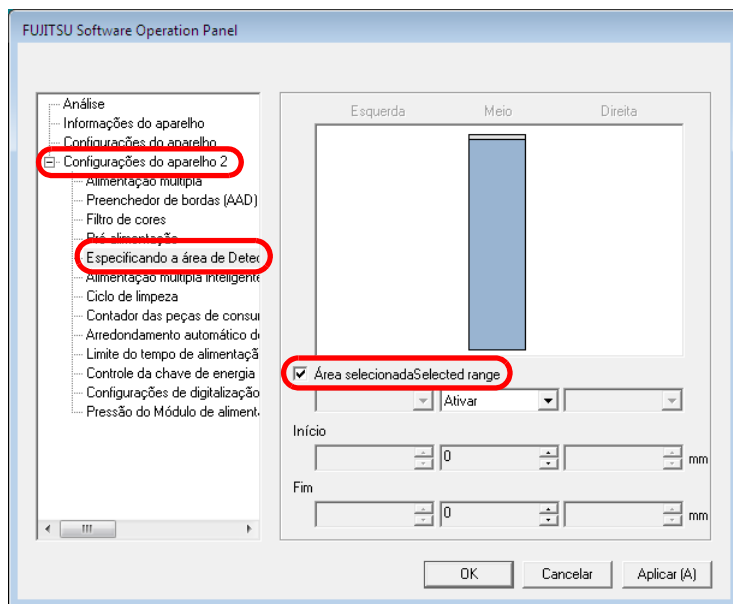 FUJITSU Software Operation Panel
Análise
Informações do aparelho
Configurações do aparelho
Configurações do aparelho 2
Alimentação múltipla
Preenchedor de bordas (AAD)
Filtro de cores
Pré-alimentação
Especificando a área de Detec
Alimentação múltipla inteligente
Ciclo de limpeza
Contador das peças de consu
Arredondamento automático d
Limite do tempo de alimentaçã
Controle da chave de energia
Configurações de digitalização
Pressão do Módulo de aliment
Esquerda Meio Direita
Área selecionadaSelected range
Ativar
Início
0 mm
Fim
0 mm
OK Cancelar Aplicar (A)